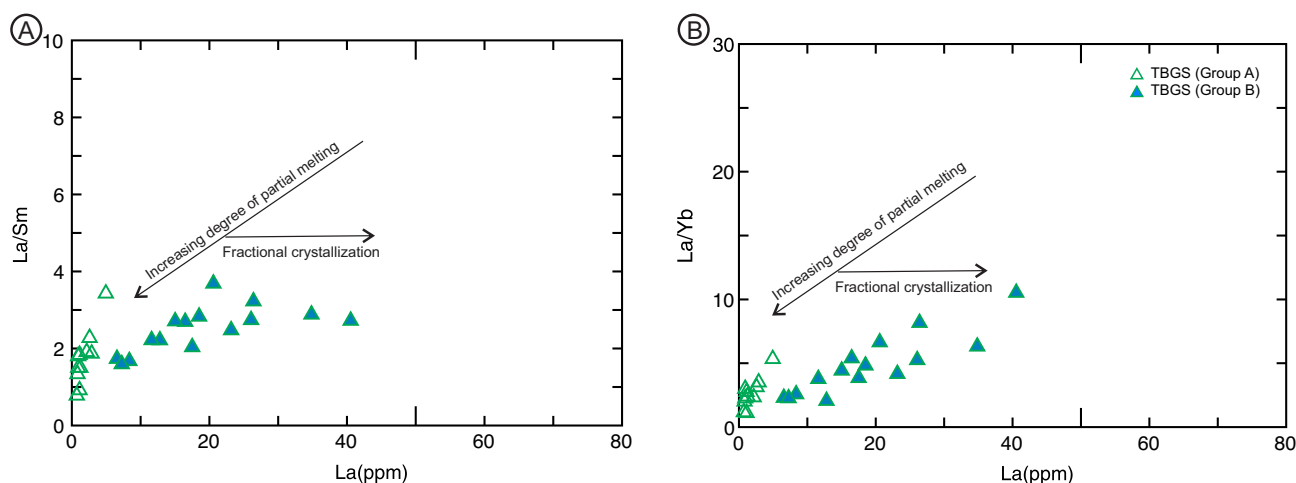 A
10
8
6
4
2
0
La/Sm
Increasing degree of partial melting
Fractional crystallization
0 20 40 60 80
La(ppm)
B
30
20
10
0
La/Yb
TBGS (Group A)
TBGS (Group B)
Increasing degree of partial melting
Fractional crystallization
0 20 40 60 80
La(ppm)